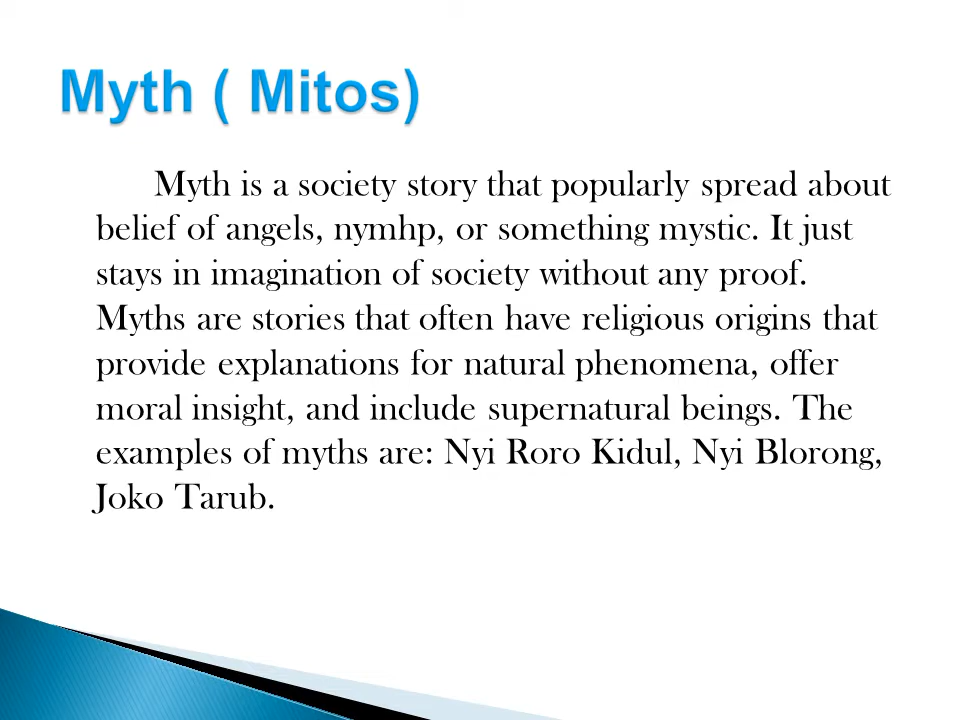 Myth ( Mitos)
Myth is a society story that popularly spread about
belief of angels, nymhp, or something mystic. It just
stays in imagination of society without any proof.
Myths are stories that often have religious origins that
provide explanations for natural phenomena, offer
moral insight, and include supernatural beings. The
examples of myths are: Nyi Roro Kidul, Nyi Blorong,
Joko Tarub.